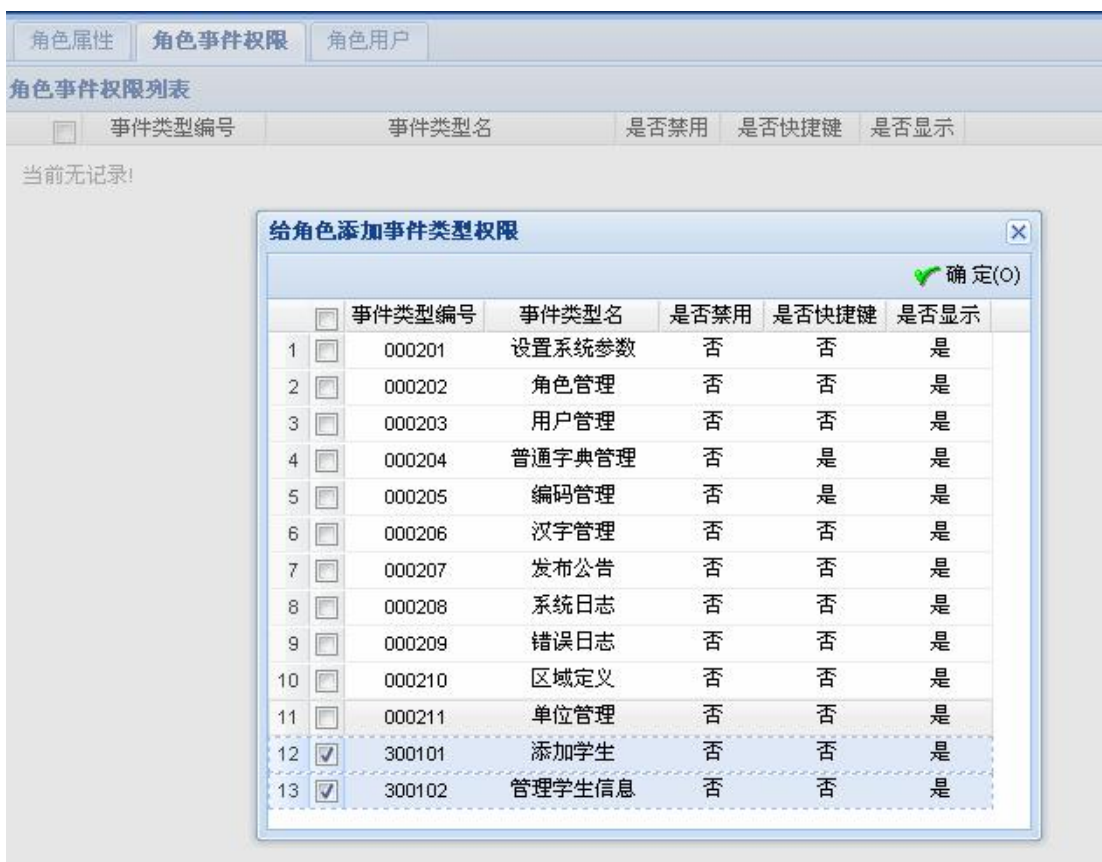 角色属性 角色事件权限 角色用户
角色事件权限列表
事件类型编号 事件类型名 是否禁用 是否快捷键 是否显示
当前无记录!
给角色添加事件类型权限
确 定(O)
事件类型编号 事件类型名 是否禁用 是否快捷键 是否显示
1 000201 设置系统参数 否 否 是
2 000202 角色管理 否 否 是
3 000203 用户管理 否 否 是
4 000204 普通字典管理 否 是 是
5 000205 编码管理 否 是 是
6 000206 汉字管理 否 否 是
7 000207 发布公告 否 否 是
8 000208 系统日志 否 否 是
9 000209 错误日志 否 否 是
10 000210 区域定义 否 否 是
11 000211 单位管理 否 否 是
12 300101 添加学生 否 否 是
13 300102 管理学生信息 否 否 是